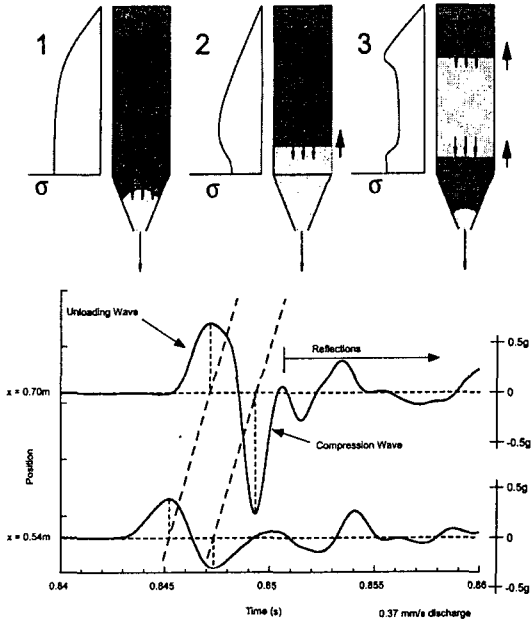 1
2
3
σ
σ
σ
Unloading Wave
Reflections
x = 0.70m
0.5g
0
-0.5g
Compression Wave
Position
x = 0.54m
0.5g
0
-0.5g
0.84
0.845
0.85
0.855
0.86
Time (s)
0.37 mm/s discharge